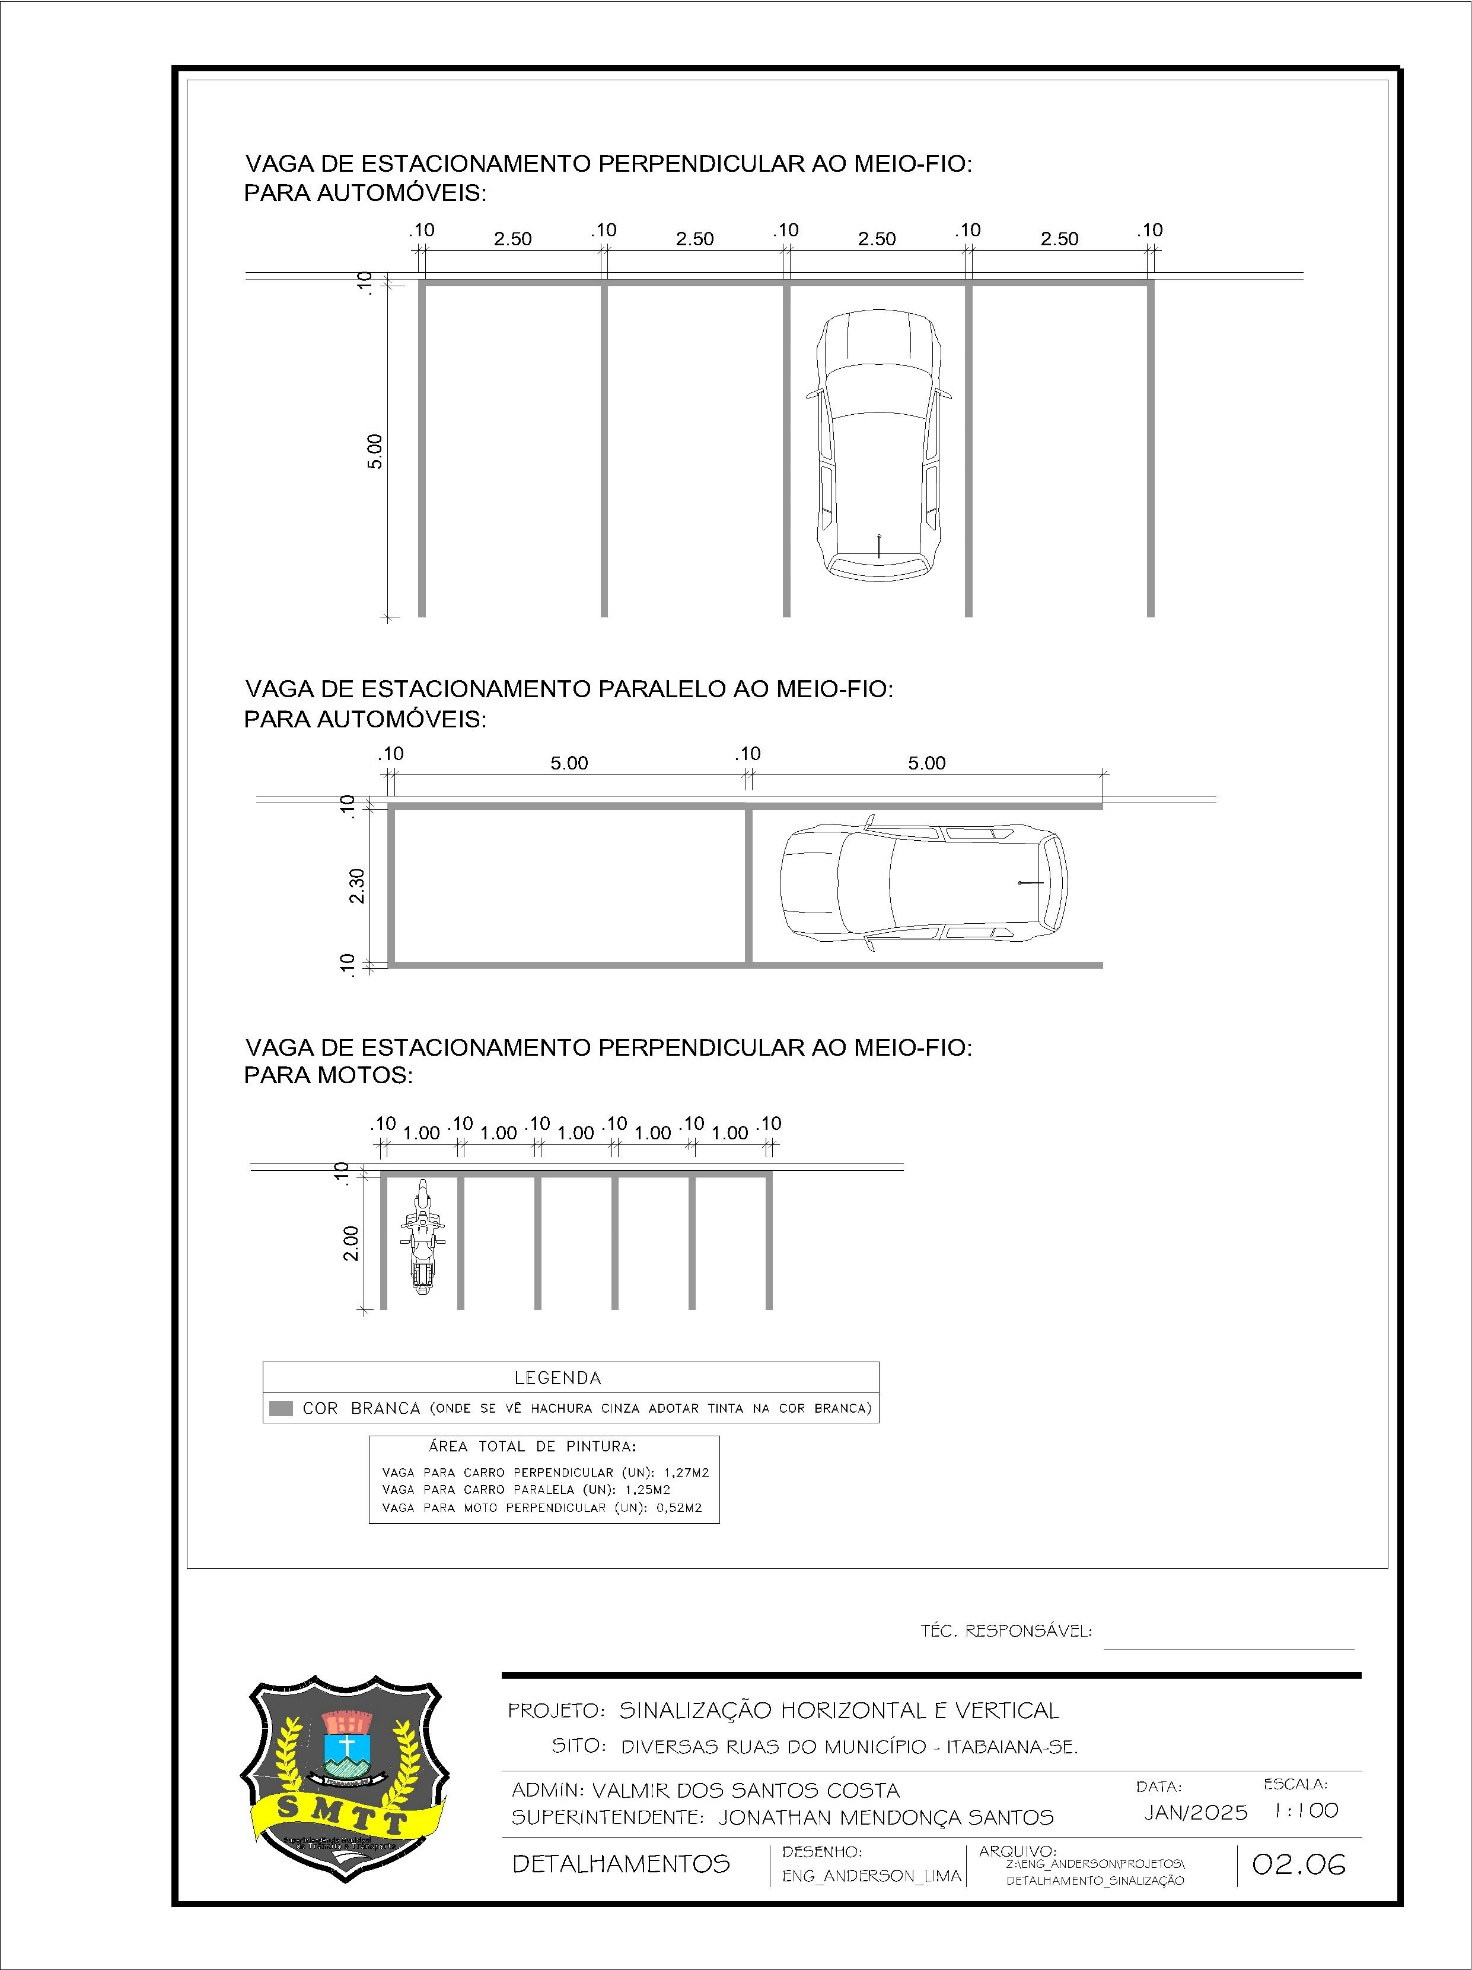 VAGA DE ESTACIONAMENTO PERPENDICULAR AO MEIO-FIO:
PARA AUTOMÓVEIS:
.10 2.50 .10 2.50 .10 2.50 .10 2.50 .10
.10
5.00
VAGA DE ESTACIONAMENTO PARALELO AO MEIO-FIO:
PARA AUTOMÓVEIS:
.10 5.00 .10 5.00
.10
2.30
.10
VAGA DE ESTACIONAMENTO PERPENDICULAR AO MEIO-FIO:
PARA MOTOS:
.10 1.00 .10 1.00 .10 1.00 .10 1.00 .10 1.00 .10
.10
2.00
LEGENDA
COR BRANCA (ONDE SE VÊ HACHURA CINZA ADOTAR TINTA NA COR BRANCA)
ÁREA TOTAL DE PINTURA:
VAGA PARA CARRO PERPENDICULAR (UN): 1,27M2
VAGA PARA CARRO PARALELA (UN): 1,25M2
VAGA PARA MOTO PERPENDICULAR (UN): 0,52M2
TÉC. RESPONSÁVEL:
SMTT
PROJETO: SINALIZAÇÃO HORIZONTAL E VERTICAL
SITO: DIVERSAS RUAS DO MUNICÍPIO - ITABAIANA-SE.
ADMIN: VALMIR DOS SANTOS COSTA
SUPERINTENDENTE: JONATHAN MENDONÇA SANTOS
DATA:
JAN/2025
ESCALA:
1:100
DETALHAMENTOS
DESENHO:
ENG_ANDERSON_LIMA
ARQUIVO:
Z:\ENG_ANDERSON\PROJETOS\
DETALHAMENTO_SINALIZAÇÃO
02.06